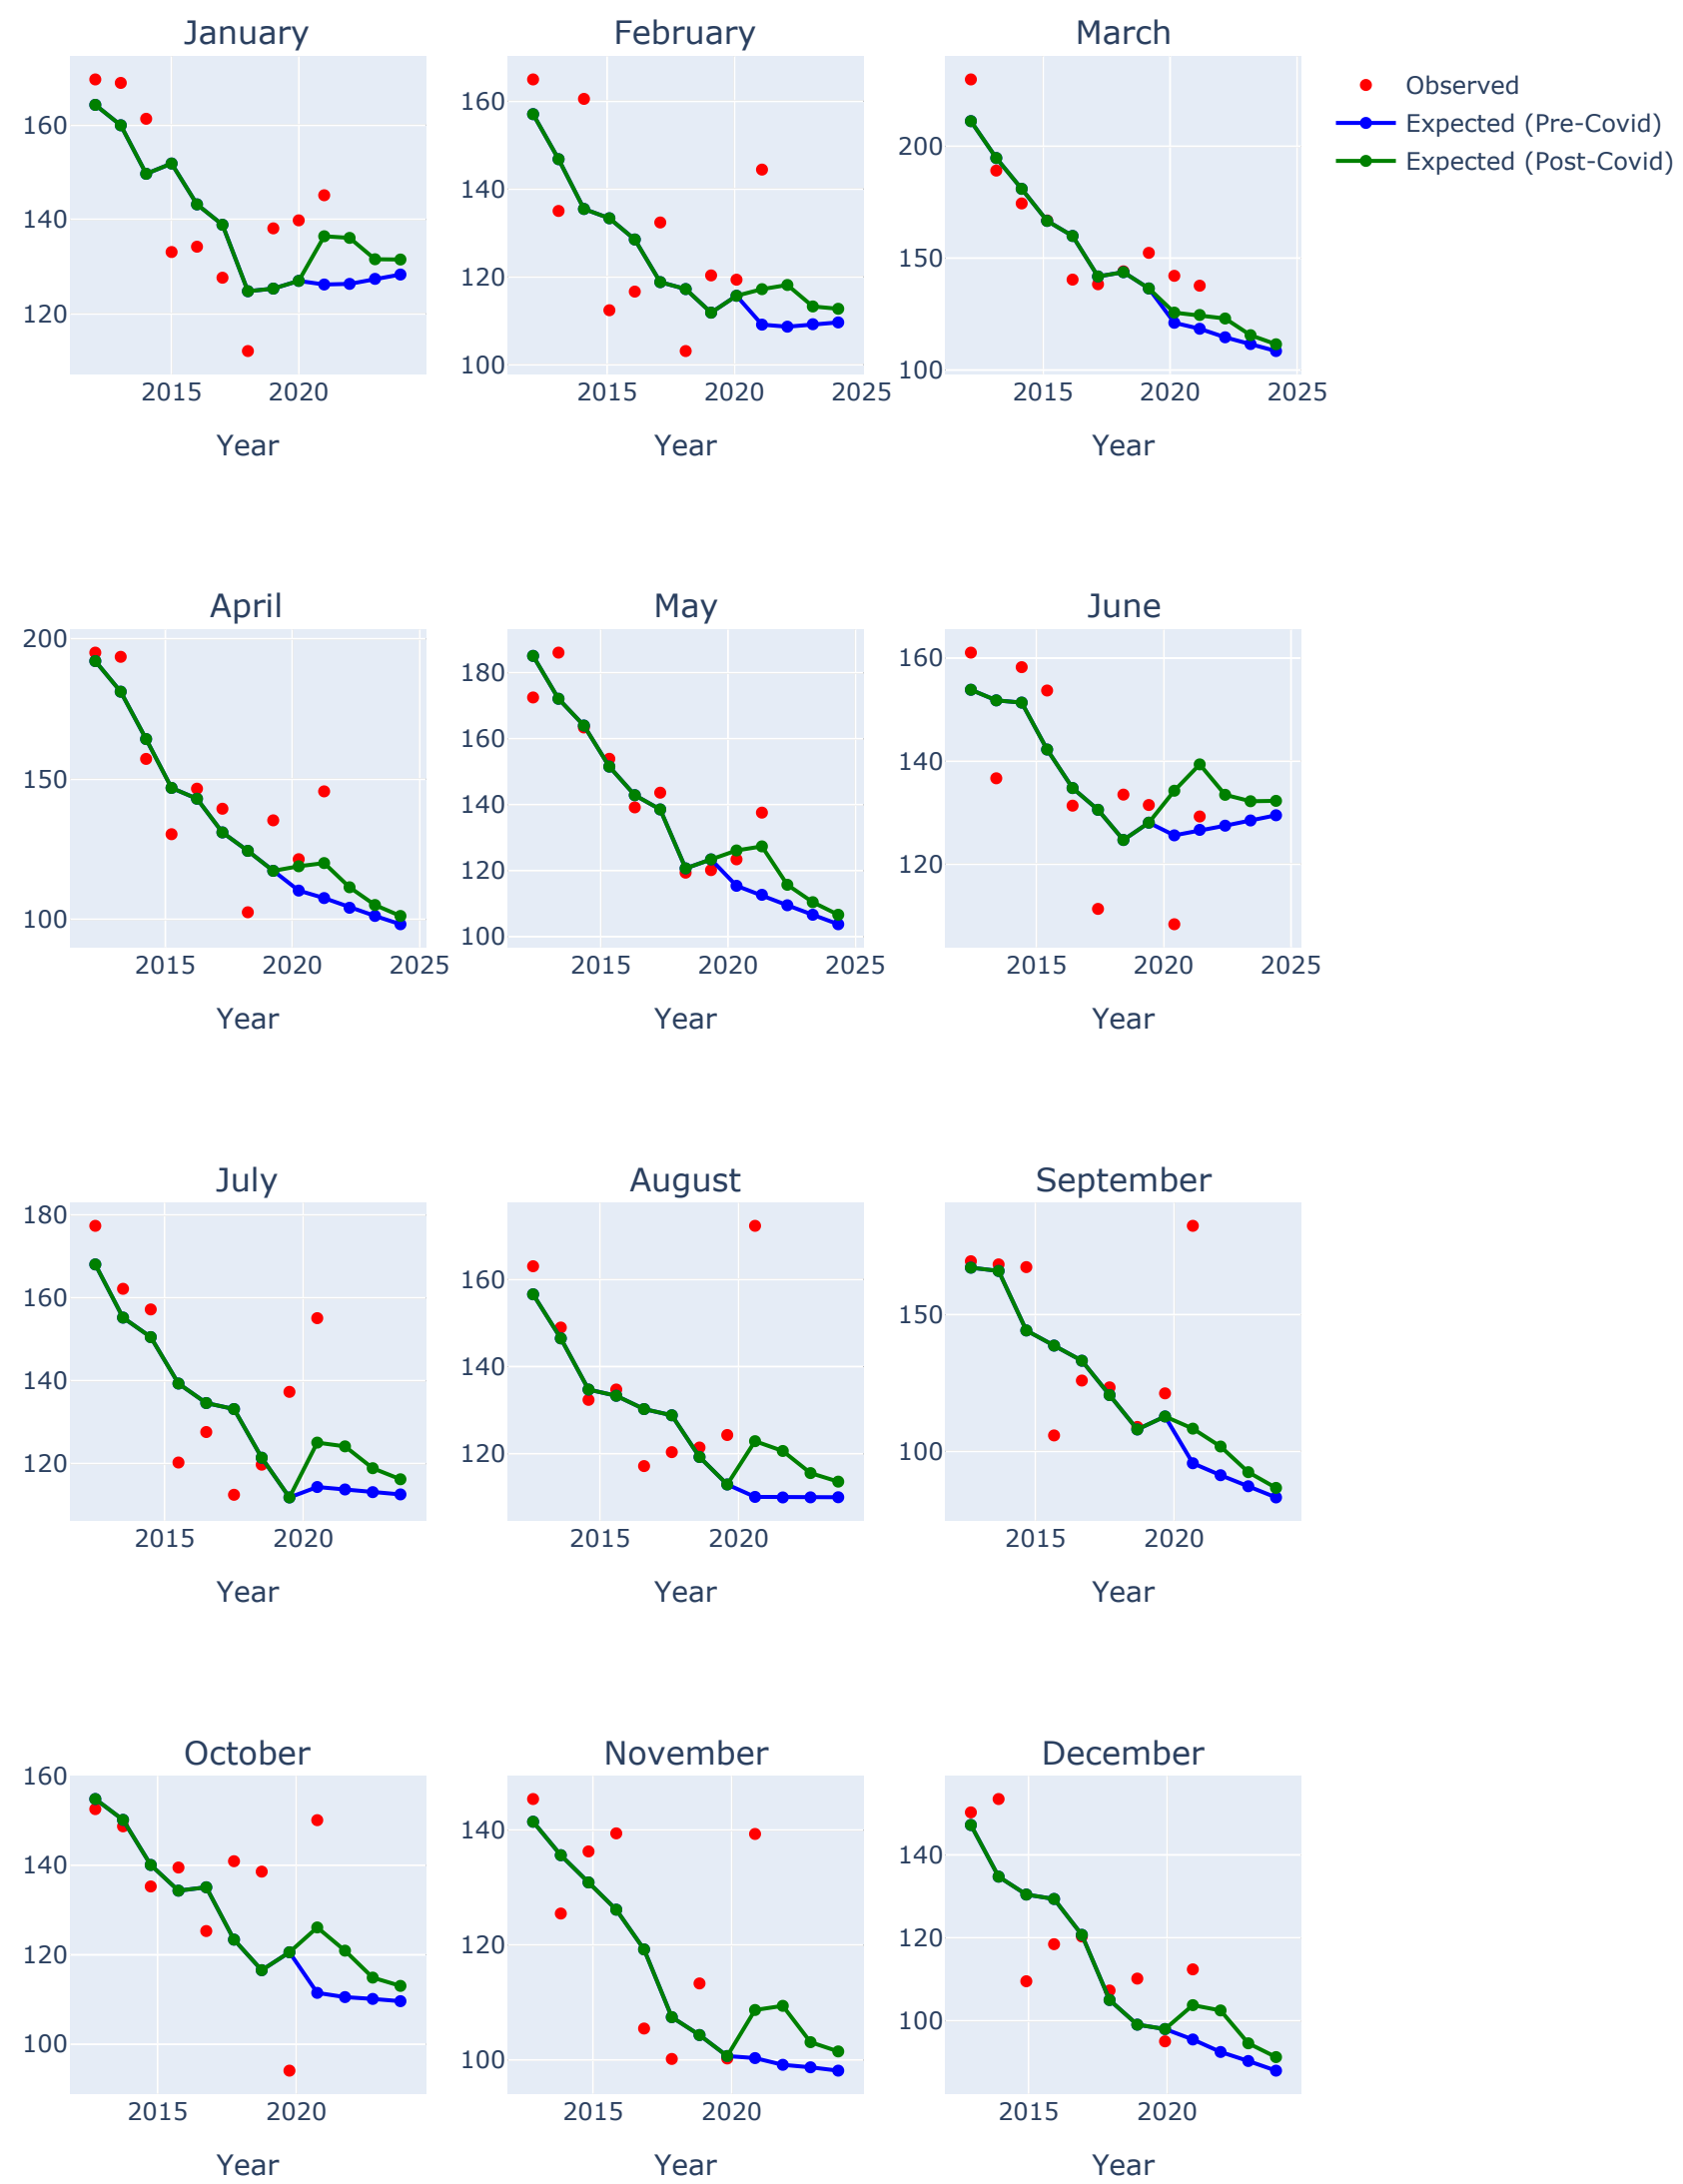 January
February
March
Observed
Expected (Pre-Covid)
Expected (Post-Covid)
160
140
120
2015
2020
Year
160
140
120
100
2015
2020
2025
Year
200
150
100
2015
2020
2025
Year
April
May
June
200
150
100
2015
2020
2025
Year
180
160
140
120
100
2015
2020
2025
Year
160
140
120
2015
2020
2025
Year
July
August
September
180
160
140
120
2015
2020
Year
160
140
120
2015
2020
Year
150
100
2015
2020
Year
October
November
December
160
140
120
100
2015
2020
Year
140
120
100
2015
2020
Year
140
120
100
2015
2020
Year